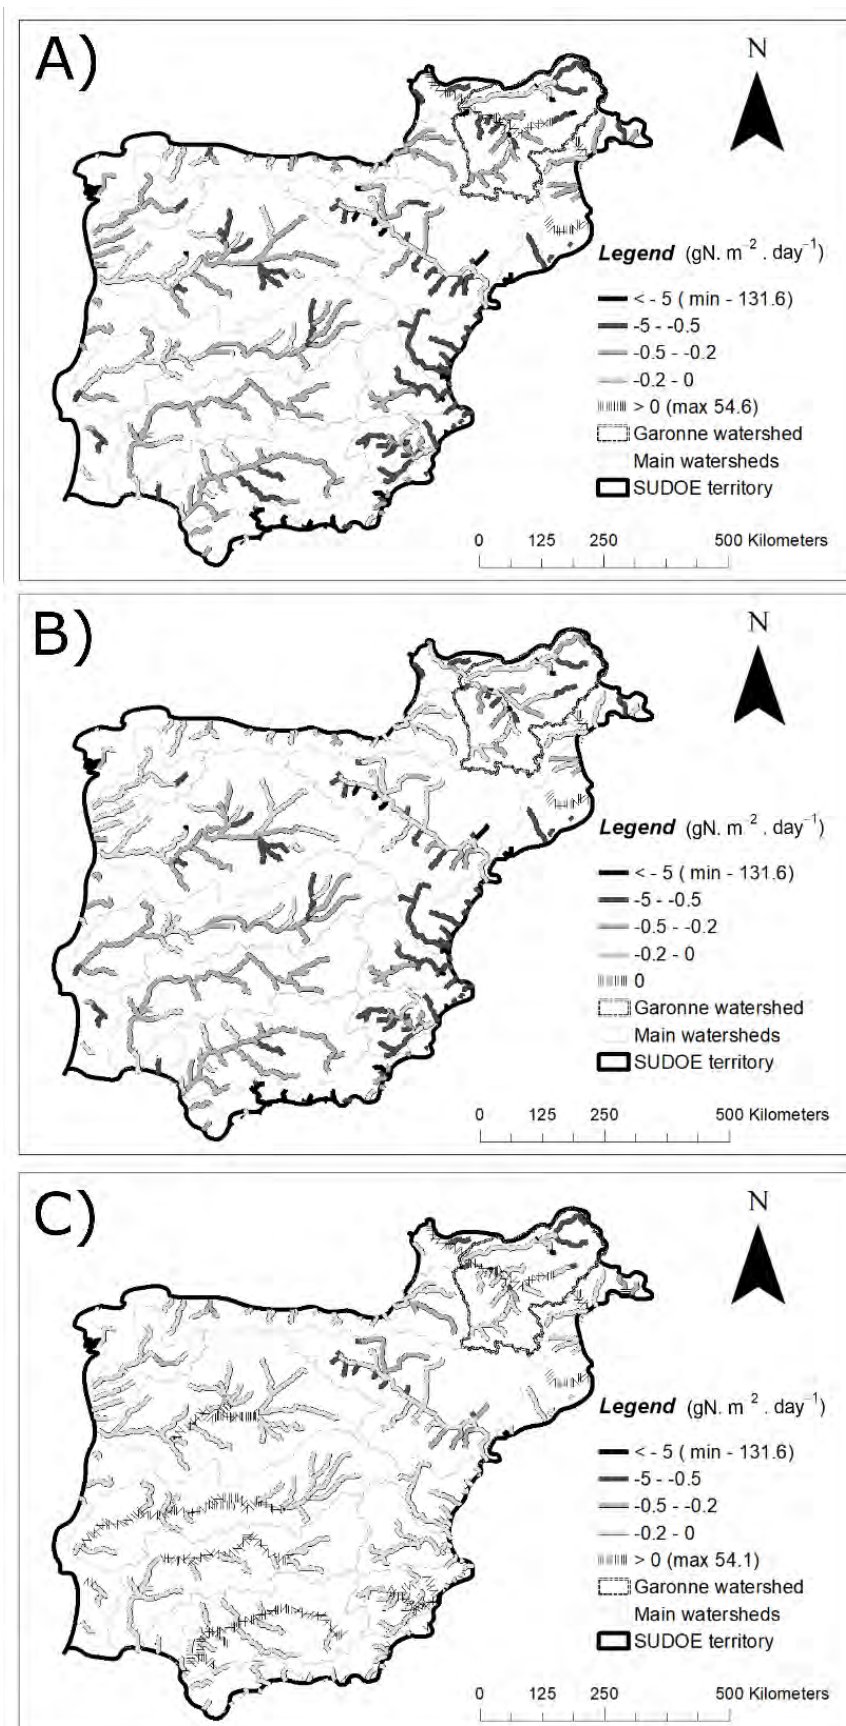 A)
N
Legend (gN. m⁻² . day⁻¹)
< - 5 ( min - 131.6)
-5 - -0.5
-0.5 - -0.2
-0.2 - 0
> 0 (max 54.6)
Garonne watershed
Main watersheds
SUDOE territory
0 125 250 500 Kilometers
B)
N
Legend (gN. m⁻² . day⁻¹)
< - 5 ( min - 131.6)
-5 - -0.5
-0.5 - -0.2
-0.2 - 0
0
Garonne watershed
Main watersheds
SUDOE territory
0 125 250 500 Kilometers
C)
N
Legend (gN. m⁻² . day⁻¹)
< - 5 ( min - 131.6)
-5 - -0.5
-0.5 - -0.2
-0.2 - 0
> 0 (max 54.1)
Garonne watershed
Main watersheds
SUDOE territory
0 125 250 500 Kilometers